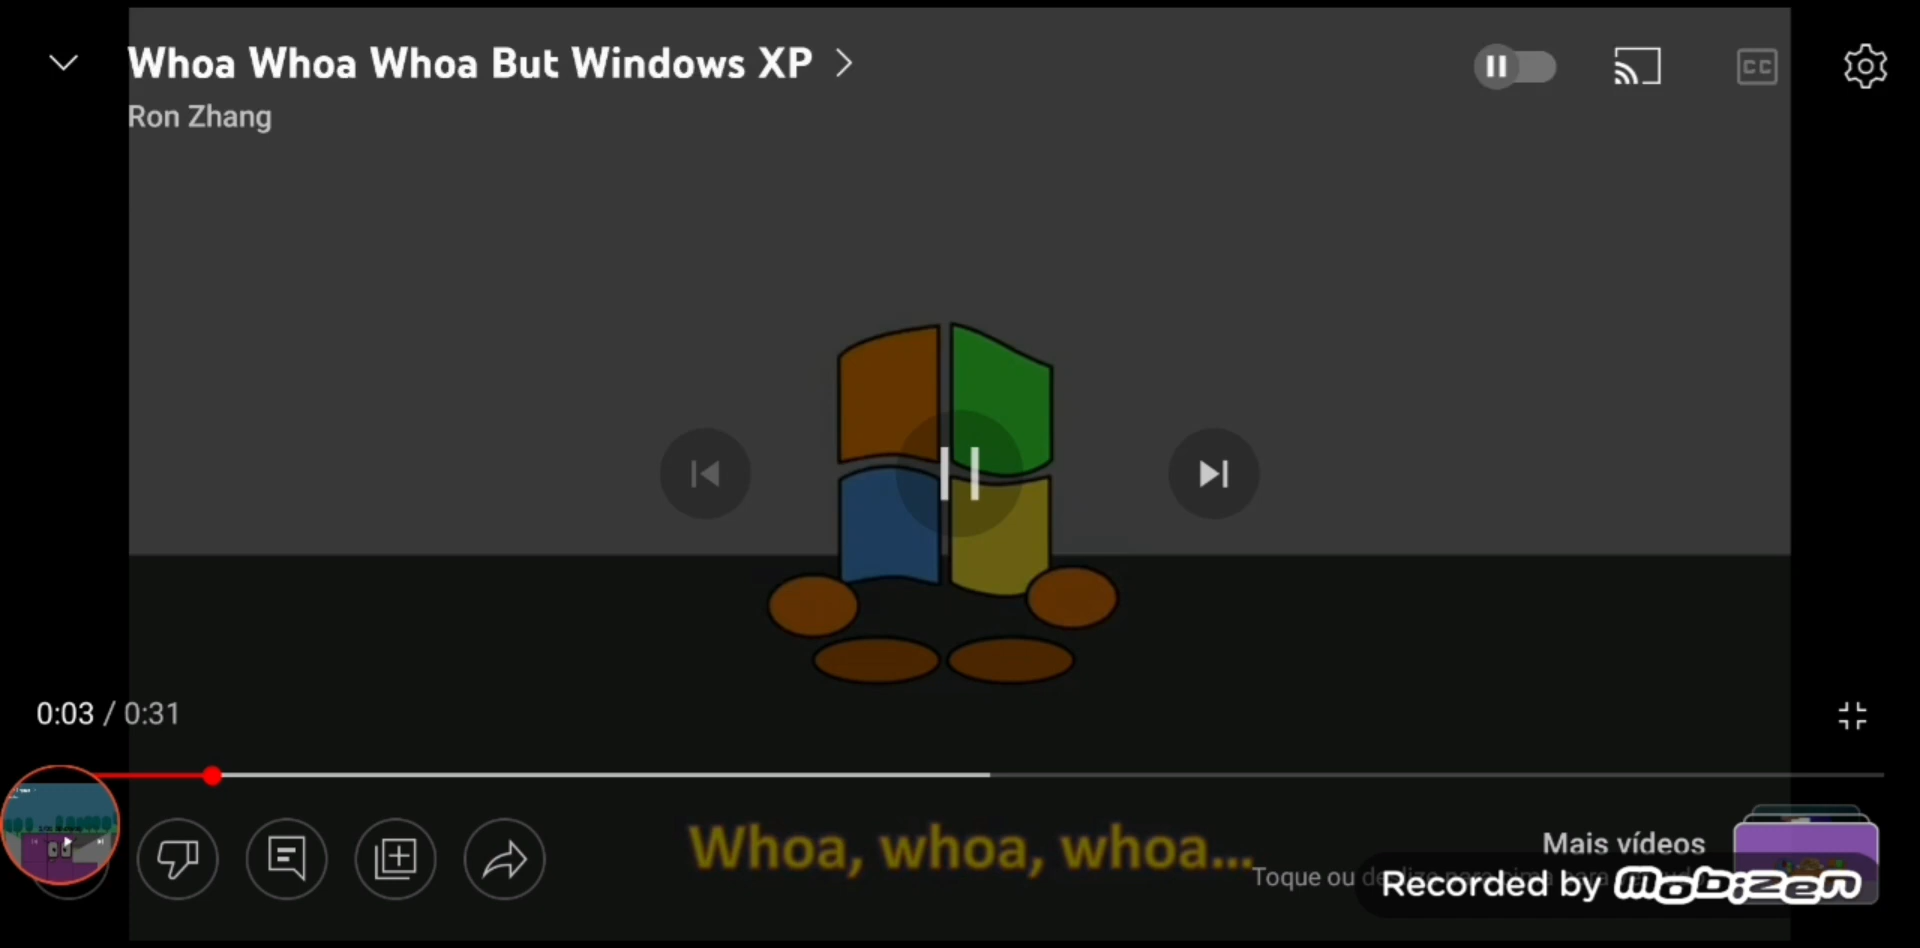 Whoa Whoa Whoa But Windows XP
Ron Zhang
CC
0:03 / 0:31
Whoa, whoa, whoa...
Mais vídeos
Toque ou
Recorded by Mobizen